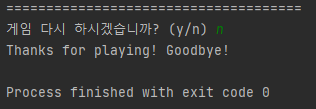 =====================================
게임 다시 하시겠습니까? (y/n) n
Thanks for playing! Goodbye!
Process finished with exit code 0